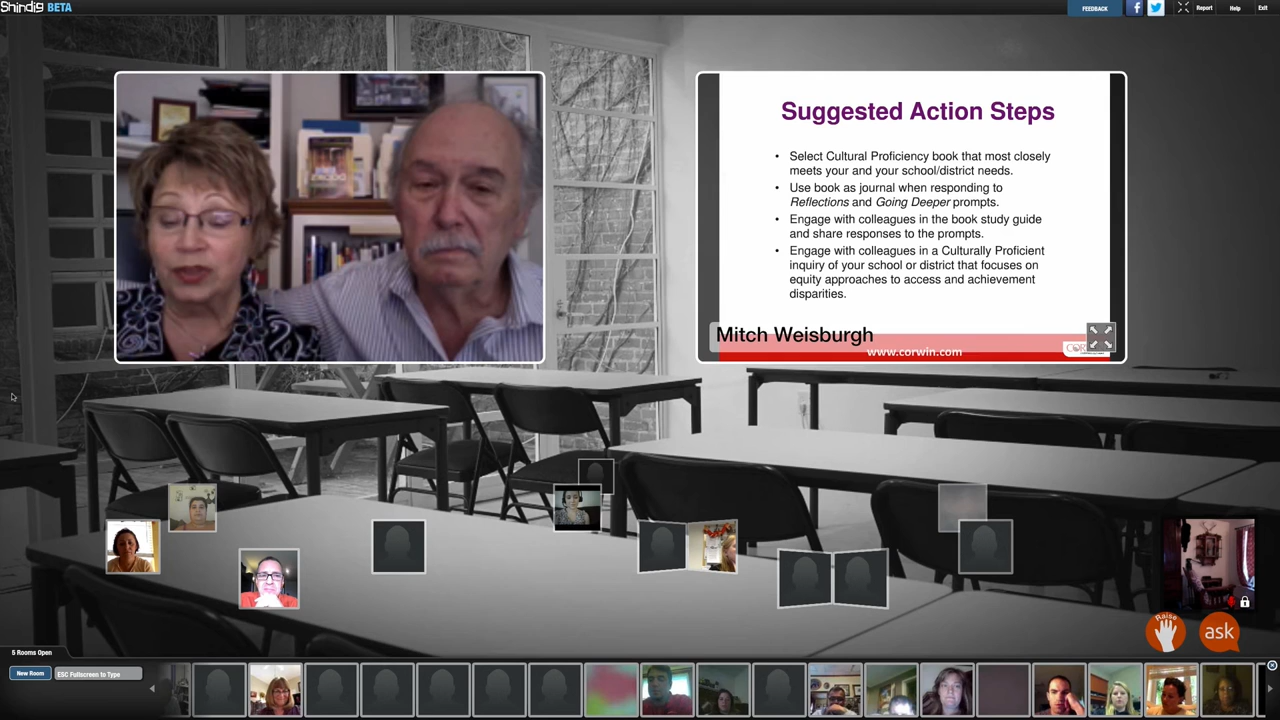 Shindig BETA
FEEDBACK
Report
Help
Exit
Suggested Action Steps
• Select Cultural Proficiency book that most closely
meets your and your school/district needs.
• Use book as journal when responding to
Reflections and Going Deeper prompts.
• Engage with colleagues in the book study guide
and share responses to the prompts.
• Engage with colleagues in a Culturally Proficient
inquiry of your school or district that focuses on
equity approaches to access and achievement
disparities.
Mitch Weisburgh
www.corwin.com
Raise
ask
5 Rooms Open
New Room
ESC Fullscreen to Type